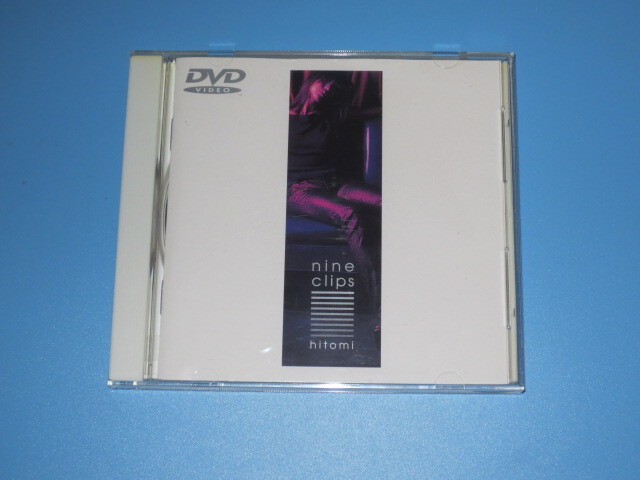 DVD
VIDEO
nine
clips
hitomi